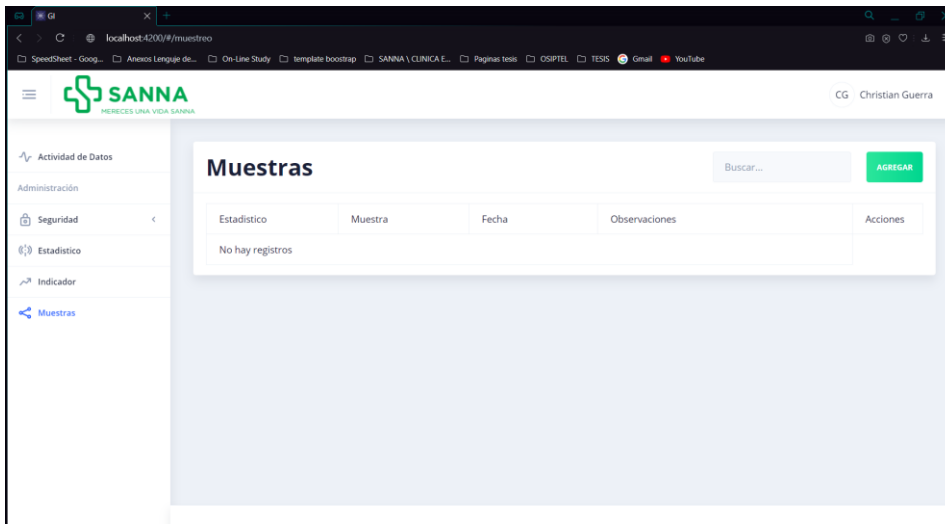 GI
localhost:4200/#/muestreo
SpeedSheet - Goog... Anexos Lenguje de... On-Line Study template boostrap SANNA \ CLINICA E... Paginas tesis OSIPTEL TESIS Gmail YouTube
SANNA
MERECES UNA VIDA SANNA
CG Christian Guerra
Actividad de Datos
Administración
Seguridad
Estadistico
Indicador
Muestras
Muestras
Buscar...
AGREGAR
Estadistico Muestra Fecha Observaciones Acciones
No hay registros